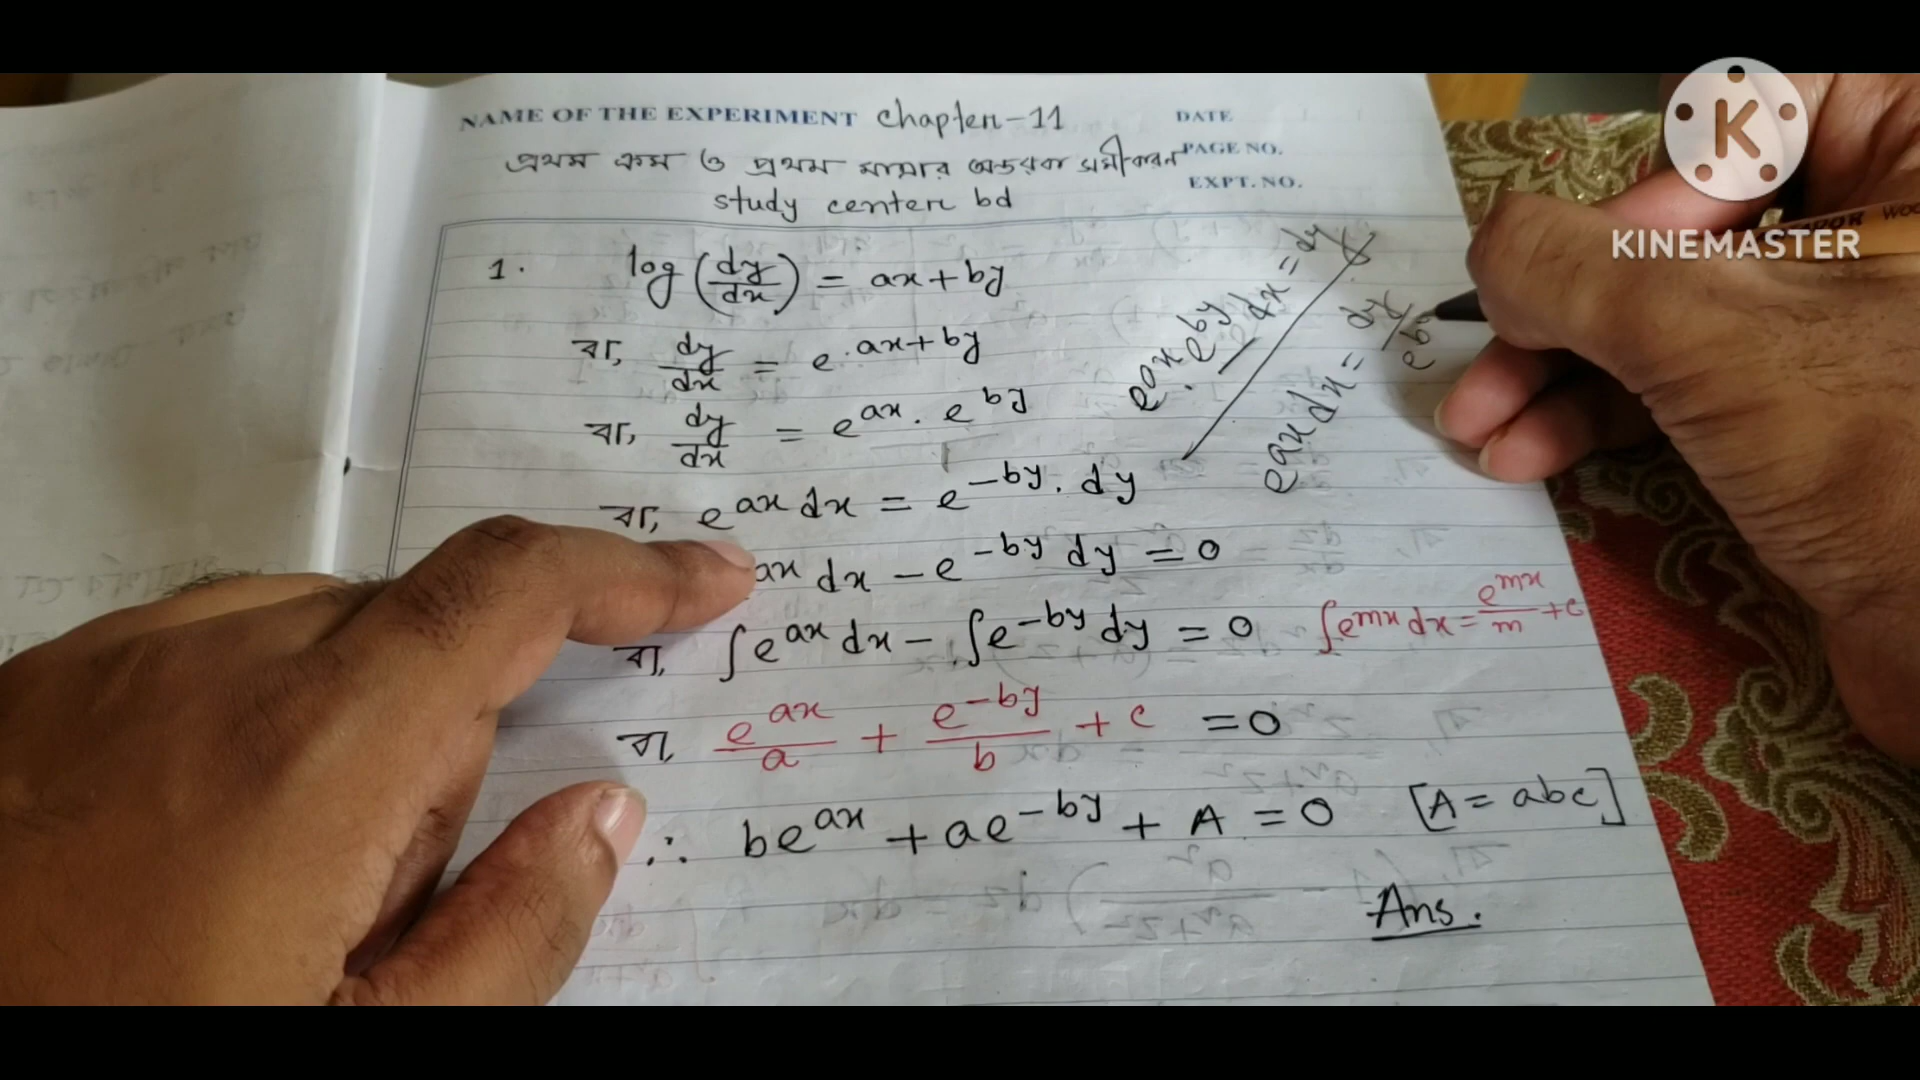 NAME OF THE EXPERIMENT Chapter-11
DATE
PAGE NO.
EXPT. NO.
প্রথম ক্রম ও প্রথম মাত্রার অন্তরক সমীকরন
study center bd
1. log(dy/dx) = ax+by
বা, dy/dx = e^ax+by
বা, dy/dx = e^ax . e^by
বা, e^ax dx = e^-by . dy
ax dx - e^-by dy = 0
বা, ∫e^ax dx - ∫e^-by dy = 0
∫e^mx dx = e^mx/m + c
বা, e^ax/a + e^-by/b + c = 0
∴ be^ax + ae^-by + A = 0 [A = abc]
Ans.
e^ax . e^by dx = dy
e^ax dx = dy/e^by
K
KINEMASTER